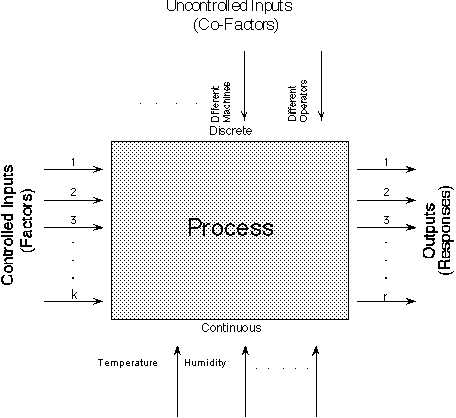 Uncontrolled Inputs
(Co-Factors)
Different
Machines
Different
Operators
Discrete
Controlled Inputs
(Factors)
1
2
3
k
Process
1
2
3
r
Outputs
(Responses)
Continuous
Temperature
Humidity